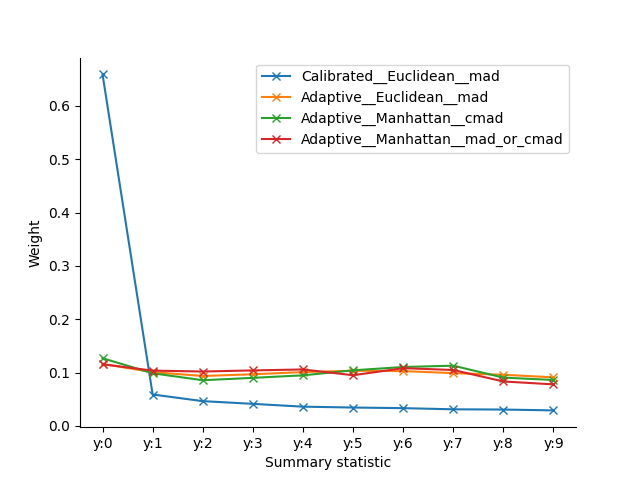 Calibrated__Euclidean__mad
Adaptive__Euclidean__mad
Adaptive__Manhattan__cmad
Adaptive__Manhattan__mad_or_cmad
Weight
0.6
0.5
0.4
0.3
0.2
0.1
0.0
y:0 y:1 y:2 y:3 y:4 y:5 y:6 y:7 y:8 y:9
Summary statistic